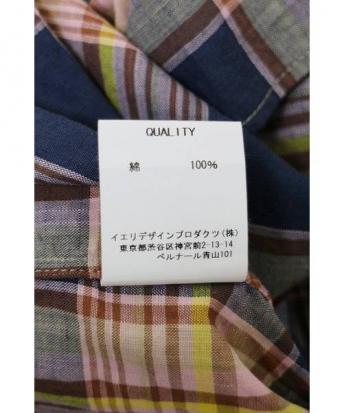 QUALITY
綿 100%
イエリデザインプロダクツ(株)
東京都渋谷区神宮前2-13-14
ベルナール青山101